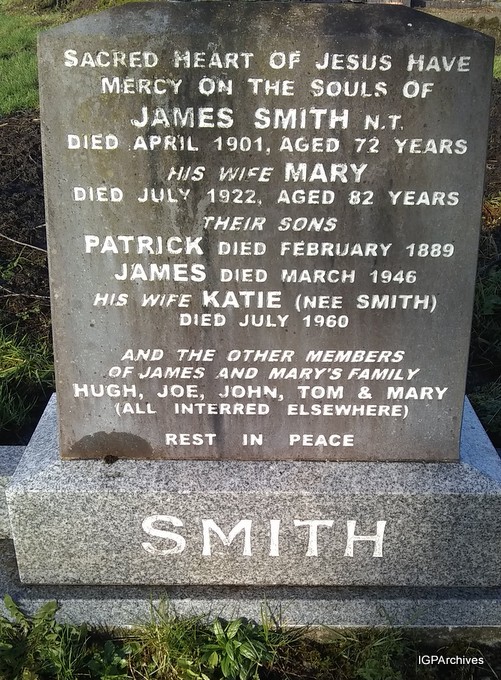 SACRED HEART OF JESUS HAVE
MERCY ON THE SOULS OF
JAMES SMITH N.T.
DIED APRIL 1901, AGED 72 YEARS
HIS WIFE MARY
DIED JULY 1922, AGED 82 YEARS
THEIR SONS
PATRICK DIED FEBRUARY 1889
JAMES DIED MARCH 1946
HIS WIFE KATIE (NEE SMITH)
DIED JULY 1960
AND THE OTHER MEMBERS
OF JAMES AND MARY'S FAMILY
HUGH, JOE, JOHN, TOM & MARY
(ALL INTERRED ELSEWHERE)
REST IN PEACE
SMITH
IGPArchives